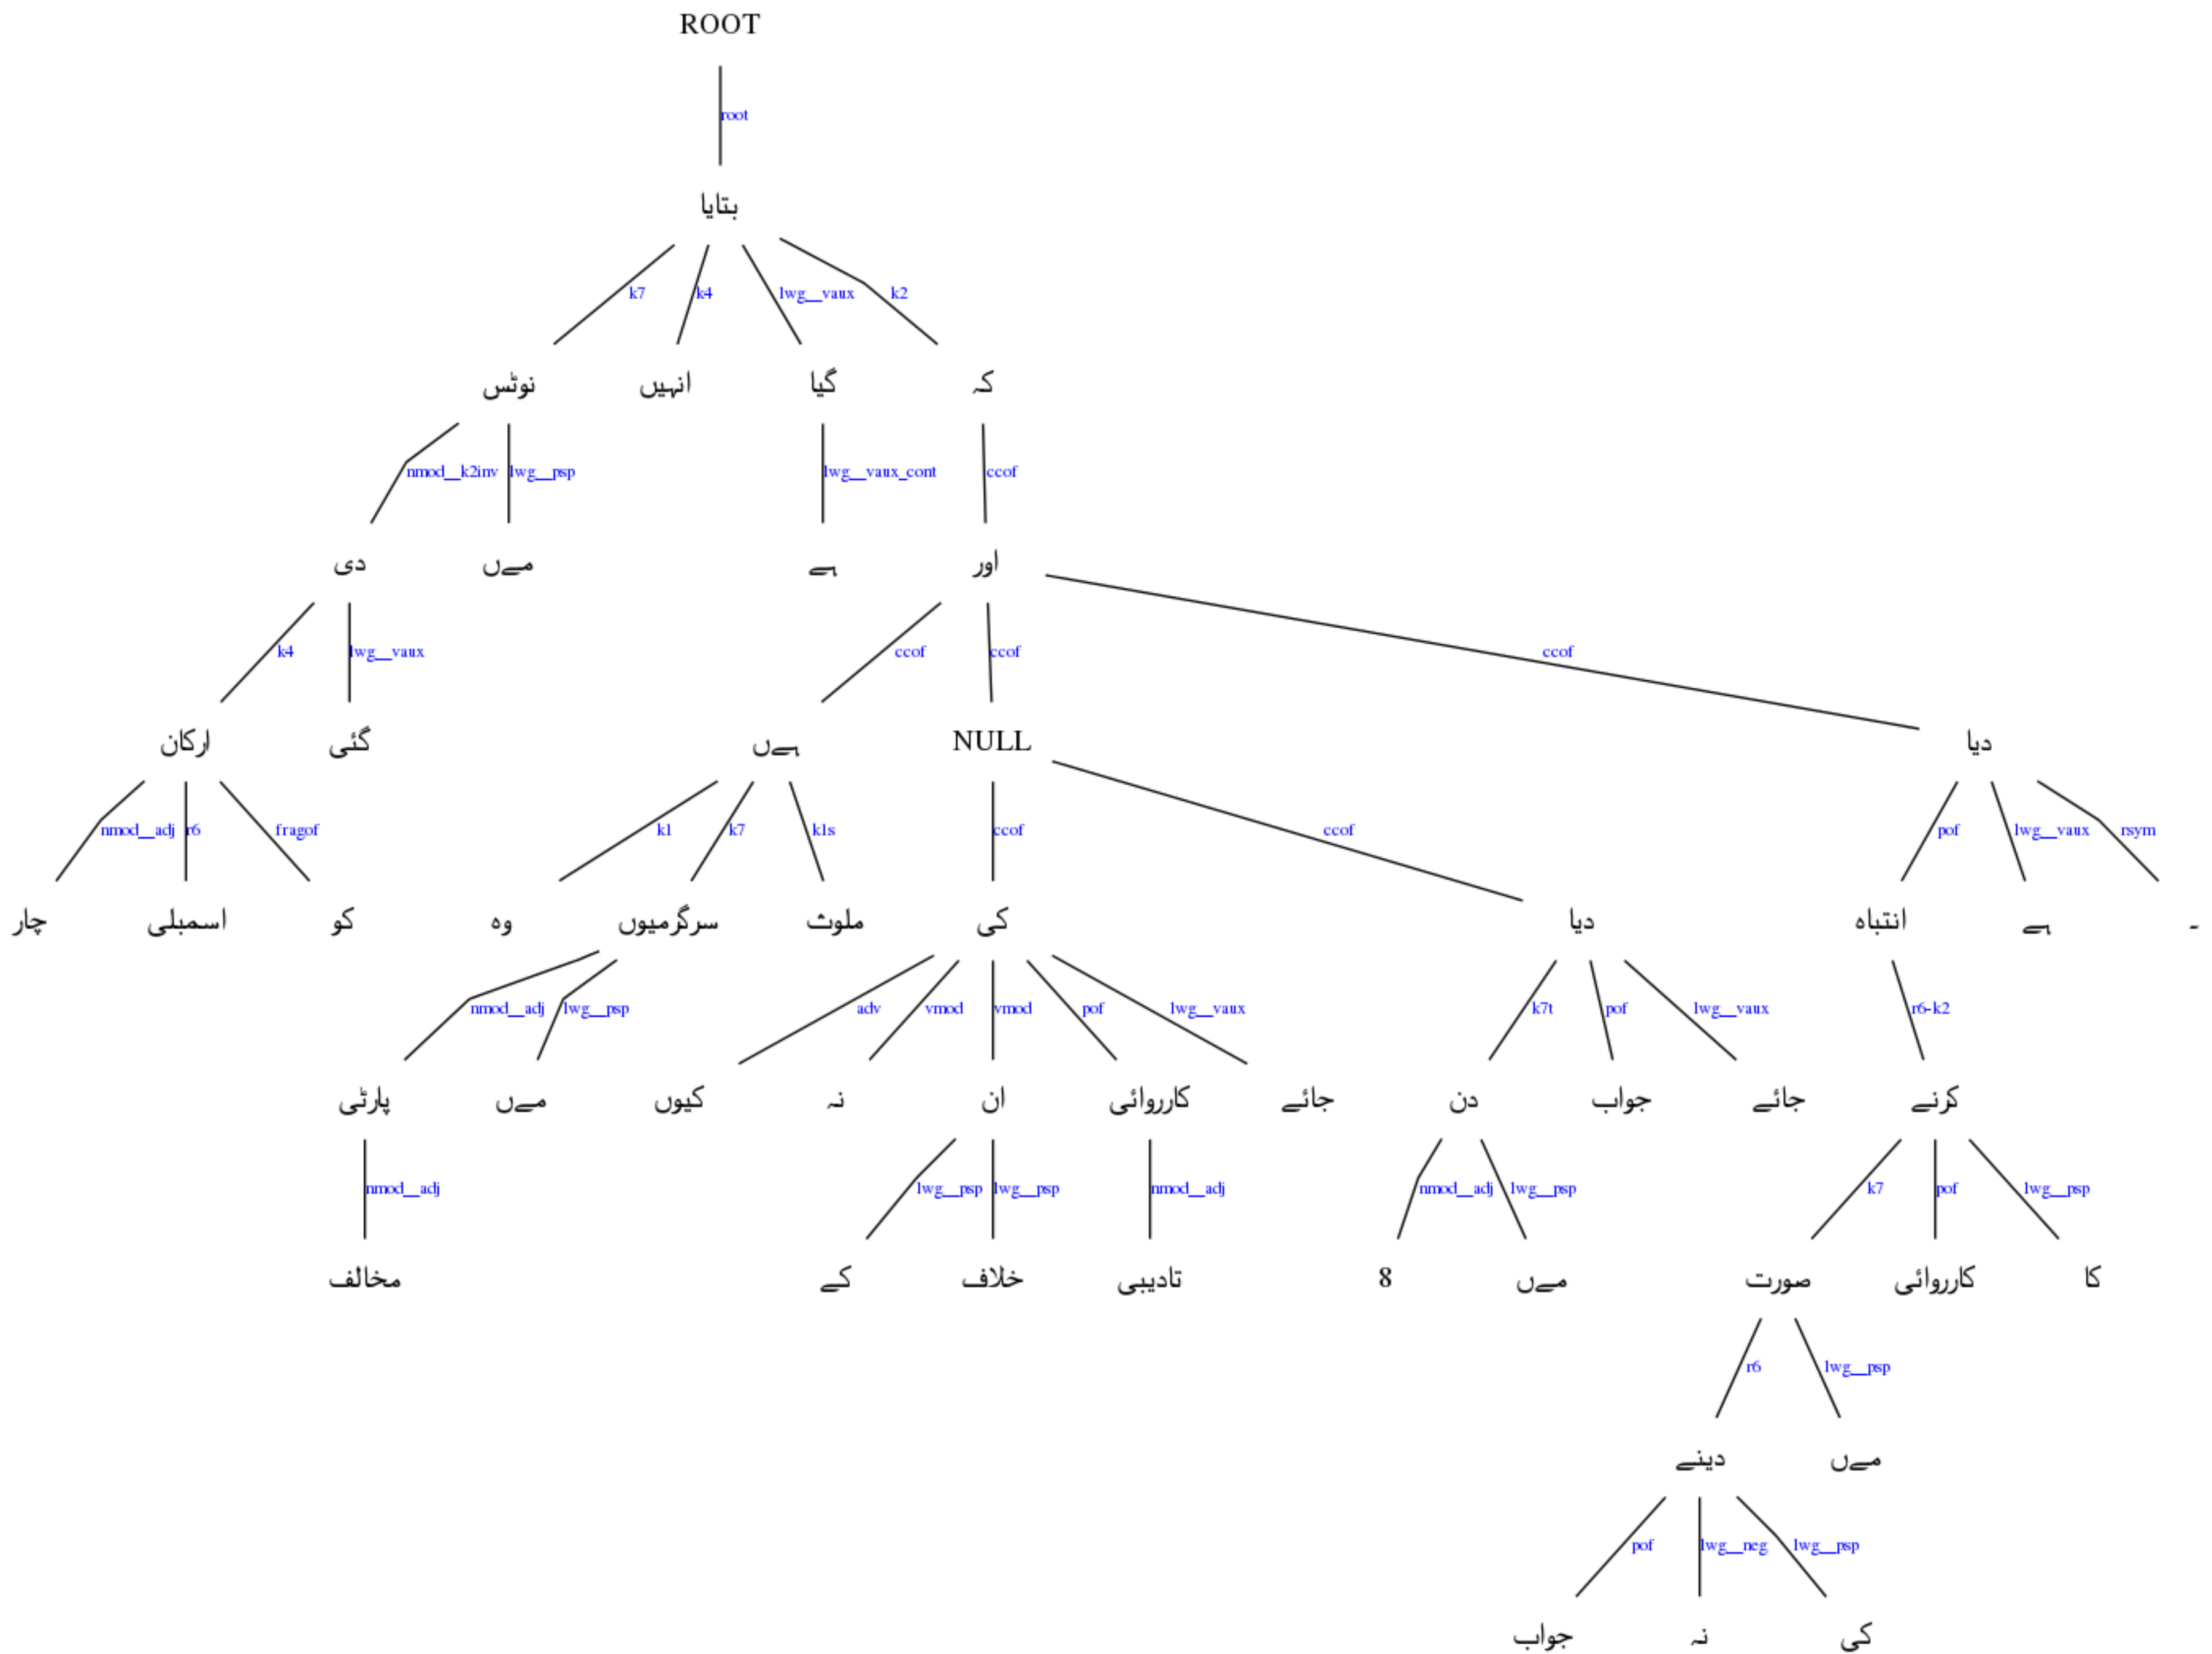 ROOT
root
بتایا
k7 k4 lwg__vaux k2
نوٹس انہیں گیا کہ
nmod__k2inv lwg__psp lwg__vaux_cont ccof
دی مےں ہے اور
k4 lwg__vaux ccof ccof ccof
ارکان گئی ہےں NULL دیا
nmod__adj r6 fragof k1 k7 k1s ccof ccof pof lwg__vaux rsym
چار اسمبلی کو وہ سرگرمیوں ملوث کی دیا انتباہ ہے ۔
nmod__adj lwg__psp adv vmod vmod pof lwg__vaux k7t pof lwg__vaux r6-k2
پارٹی مےں کیوں نہ ان کارروائی جائے دن جواب جائے کرنے
nmod__adj lwg__psp lwg__psp nmod__adj nmod__adj lwg__psp k7 pof lwg__psp
مخالف کے خلاف تادیبی 8 مےں صورت کارروائی کا
r6 lwg__psp
دینے مےں
pof lwg__neg lwg__psp
جواب نہ کی